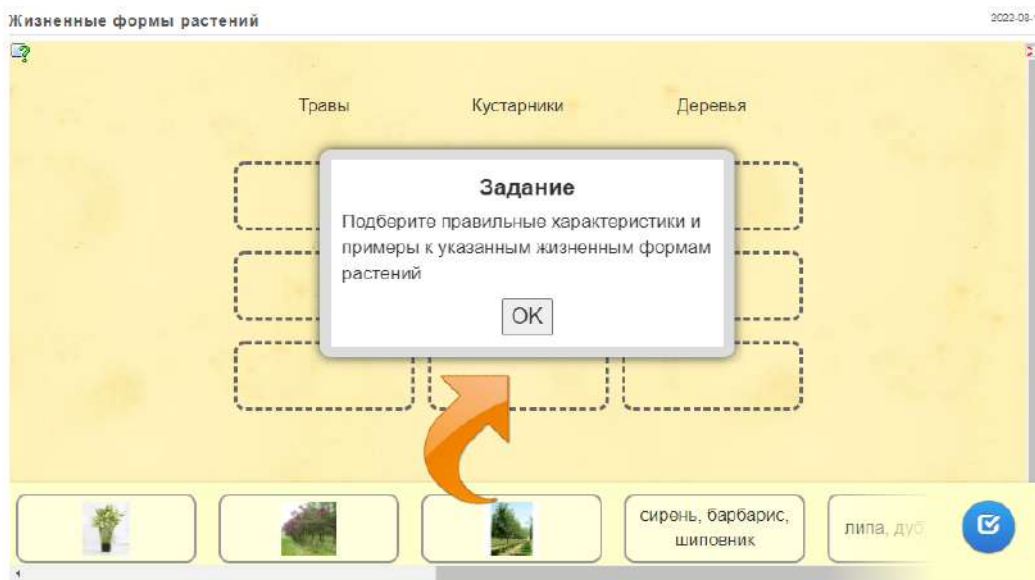 Жизненные формы растений
Травы Кустарники Деревья
Задание
Подберите правильные характеристики и
примеры к указанным жизненным формам
растений
OK
сирень, барбарис,
шиповник
липа, дуб